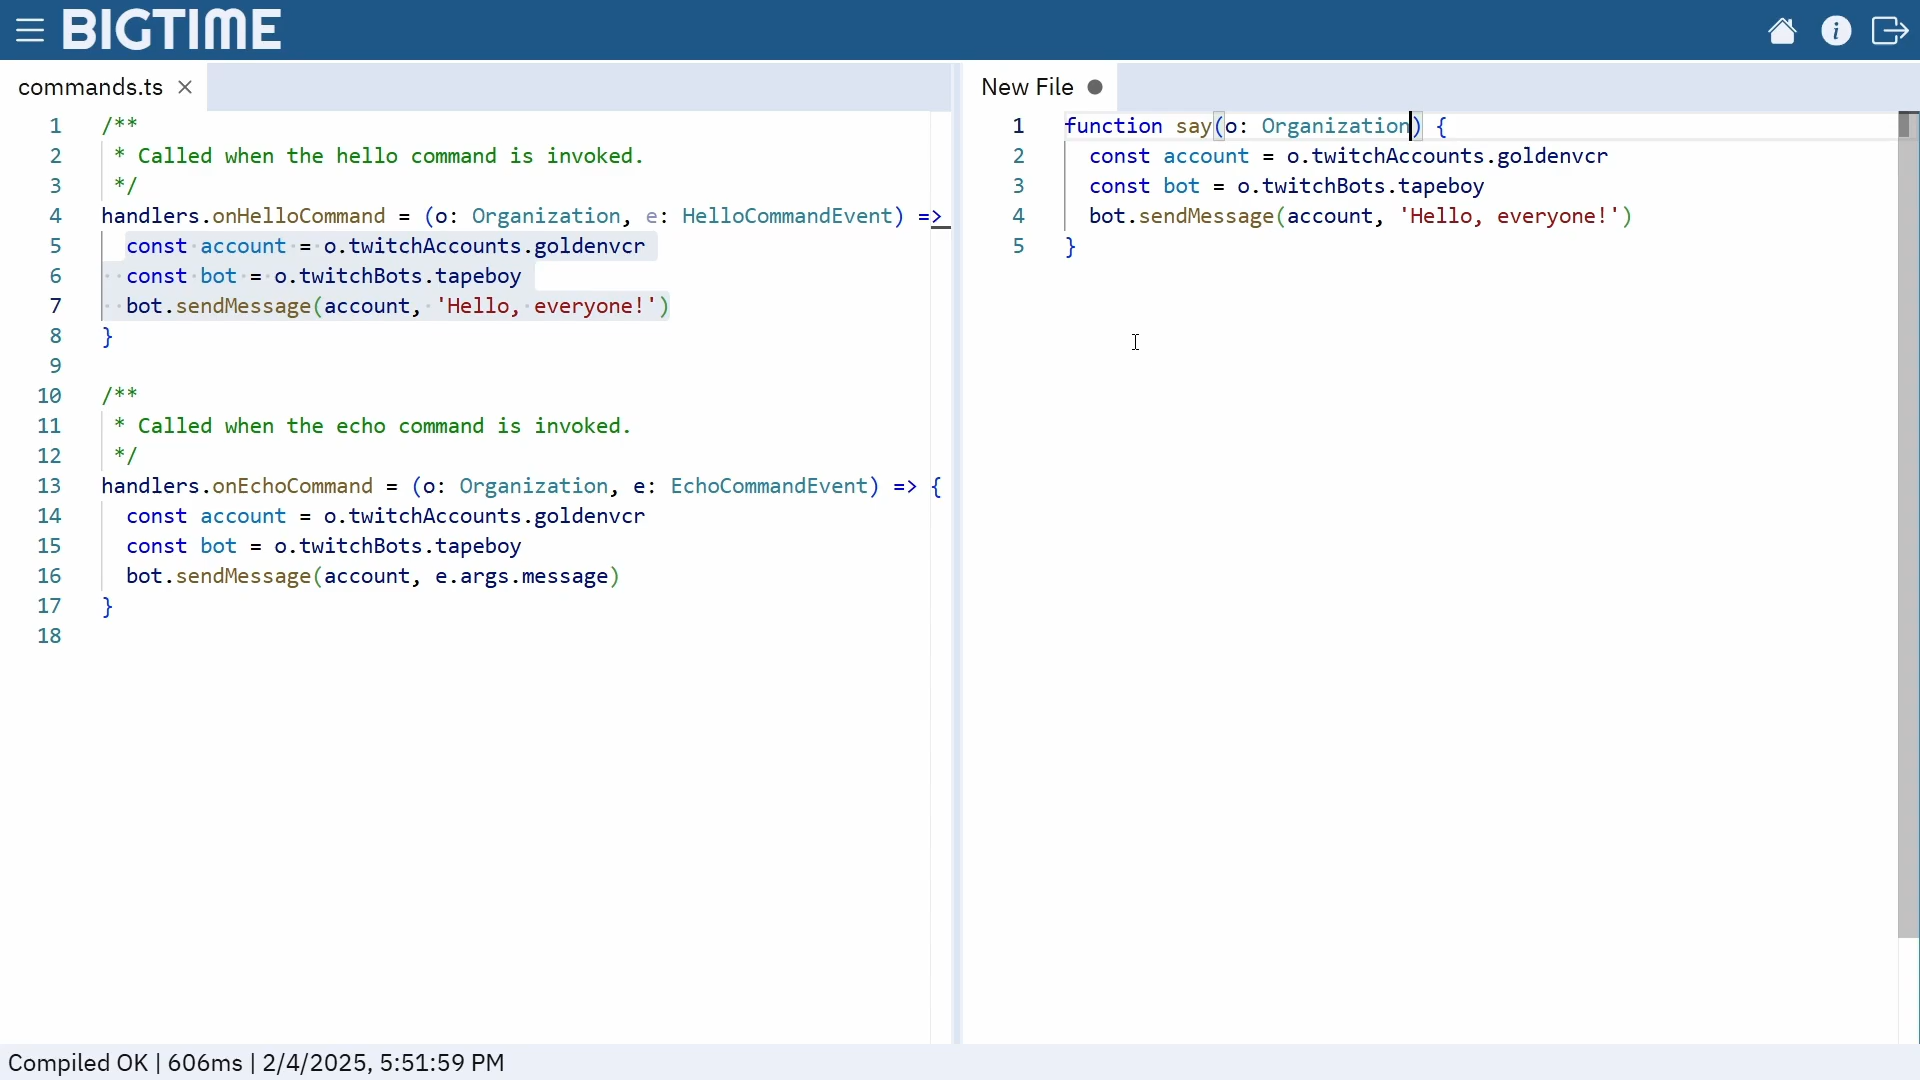 BIGTIME
commands.ts
1 /**
2 * Called when the hello command is invoked.
3 */
4 handlers.onHelloCommand = (o: Organization, e: HelloCommandEvent) =>
5 const account = o.twitchAccounts.goldenvcr
6 const bot = o.twitchBots.tapeboy
7 bot.sendMessage(account, 'Hello, everyone!')
8 }
9
10 /**
11 * Called when the echo command is invoked.
12 */
13 handlers.onEchoCommand = (o: Organization, e: EchoCommandEvent) => {
14 const account = o.twitchAccounts.goldenvcr
15 const bot = o.twitchBots.tapeboy
16 bot.sendMessage(account, e.args.message)
17 }
18
New File
1 function say(o: Organization) {
2 const account = o.twitchAccounts.goldenvcr
3 const bot = o.twitchBots.tapeboy
4 bot.sendMessage(account, 'Hello, everyone!')
5 }
Compiled OK | 606ms | 2/4/2025, 5:51:59 PM